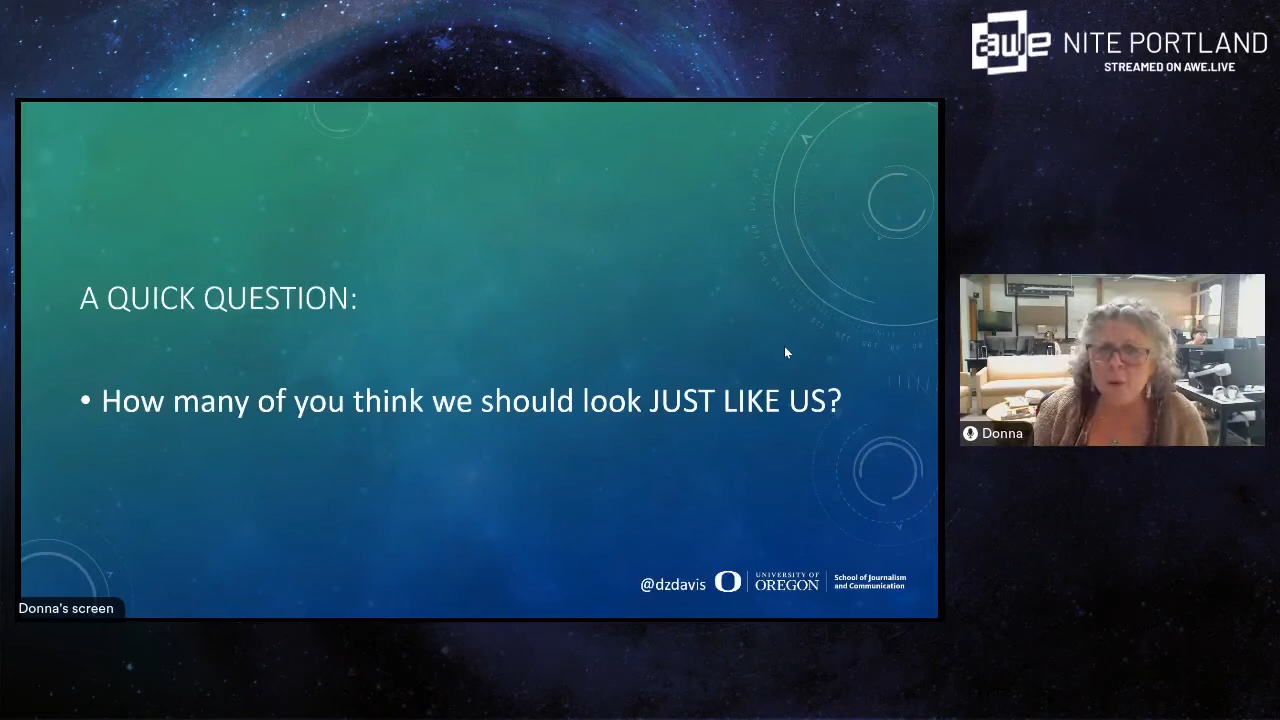 awe NITE PORTLAND
STREAMED ON AWE.LIVE
A QUICK QUESTION:
• How many of you think we should look JUST LIKE US?
@dzdavis
UNIVERSITY OF
OREGON
School of Journalism
and Communication
Donna's screen
Donna